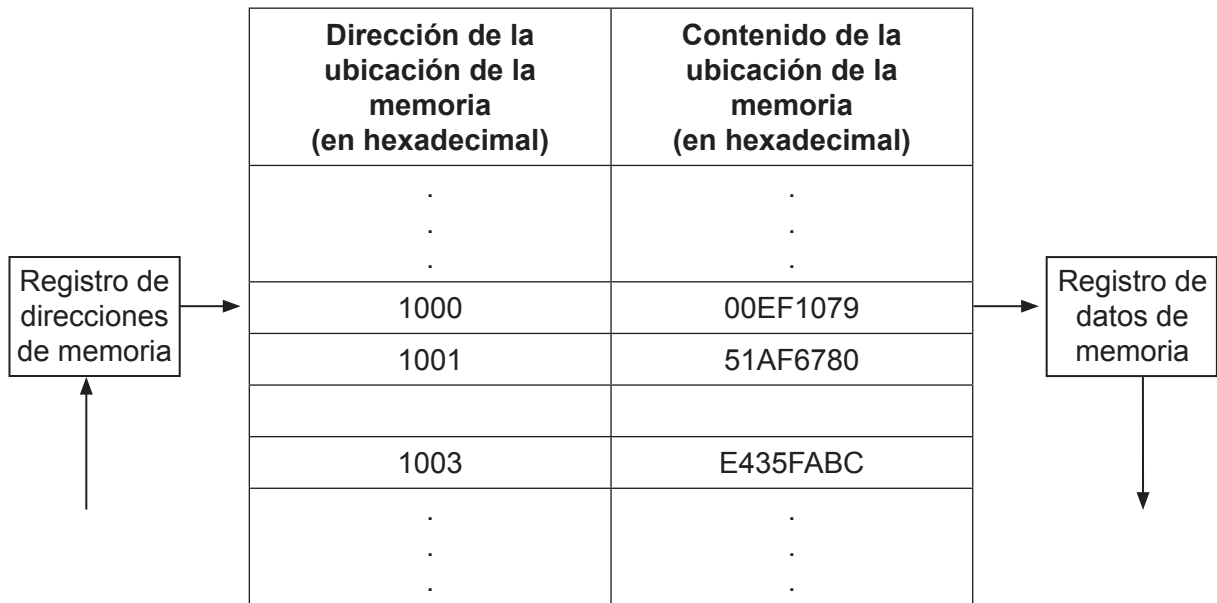 Dirección de la
ubicación de la
memoria
(en hexadecimal)
Contenido de la
ubicación de la
memoria
(en hexadecimal)
.
.
.
.
.
.
Registro de
direcciones
de memoria
1000
00EF1079
1001
51AF6780
1003
E435FABC
Registro de
datos de
memoria
.
.
.
.
.
.